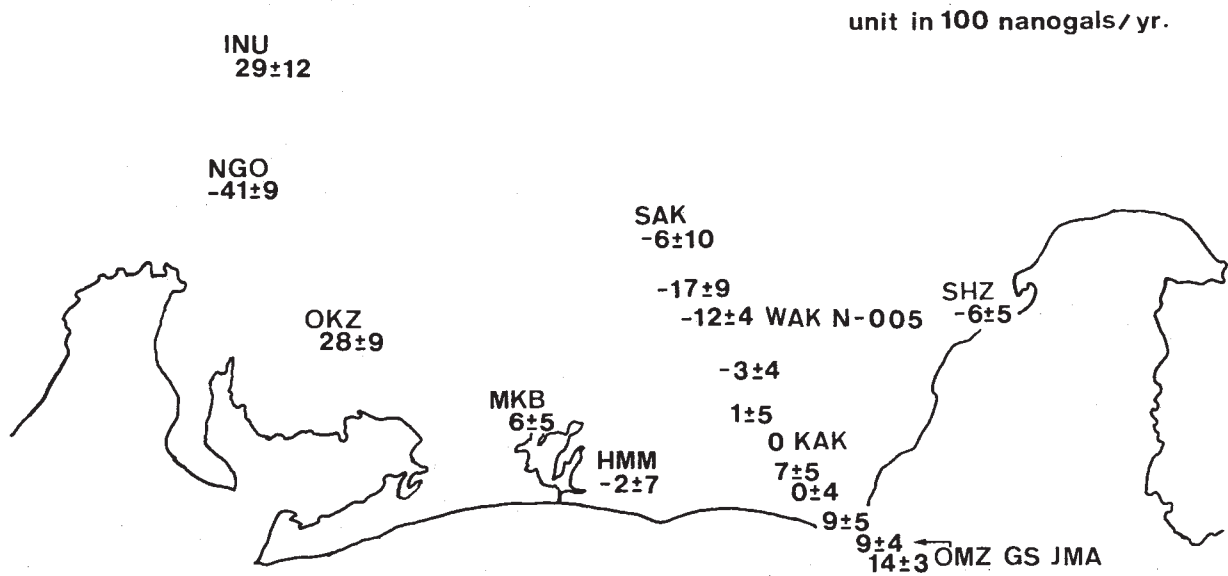 unit in 100 nanogals/yr.
INU
29±12
NGO
-41±9
SAK
-6±10
-17±9
-12±4 WAK N-005
SHZ
-6±5
OKZ
28±9
-3±4
MKB
6±5
1±5
0 KAK
HMM
-2±7
7±5
0±4
9±5
9±4
14±3 OMZ GS JMA